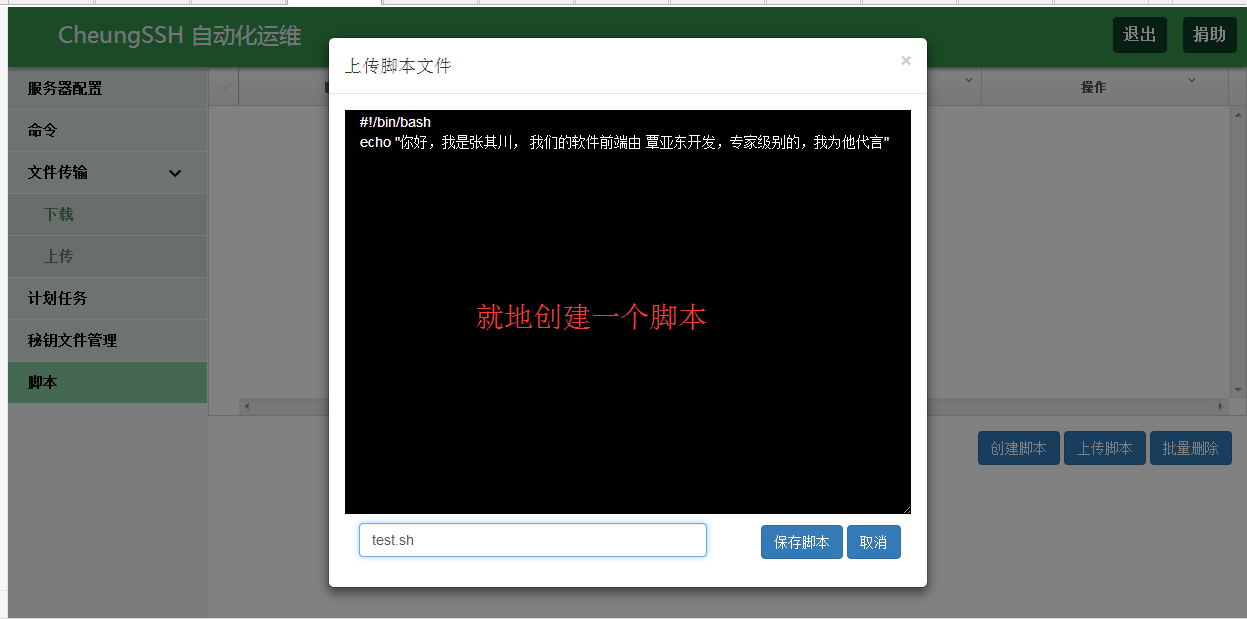 CheungSSH 自动化运维
退出
捐助
服务器配置
命令
文件传输
下载
上传
计划任务
秘钥文件管理
脚本
操作
上传脚本文件
×
#!/bin/bash
echo "你好，我是张其川， 我们的软件前端由 覃亚东开发，专家级别的，我为他代言"
就地创建一个脚本
test.sh
保存脚本
取消
创建脚本
上传脚本
批量删除